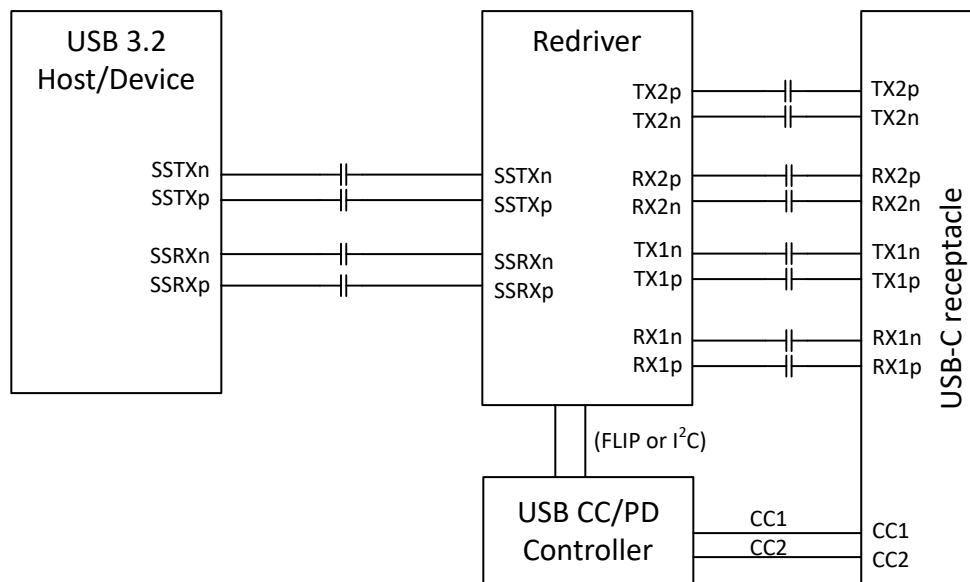 USB 3.2
Host/Device
SSTXn
SSTXp
SSRXn
SSRXp
Redriver
SSTXn
SSTXp
SSRXn
SSRXp
TX2p
TX2n
RX2p
RX2n
TX1n
TX1p
RX1n
RX1p
TX2p
TX2n
RX2p
RX2n
TX1n
TX1p
RX1n
RX1p
USB-C receptacle
(FLIP or I²C)
USB CC/PD
Controller
CC1
CC2
CC1
CC2